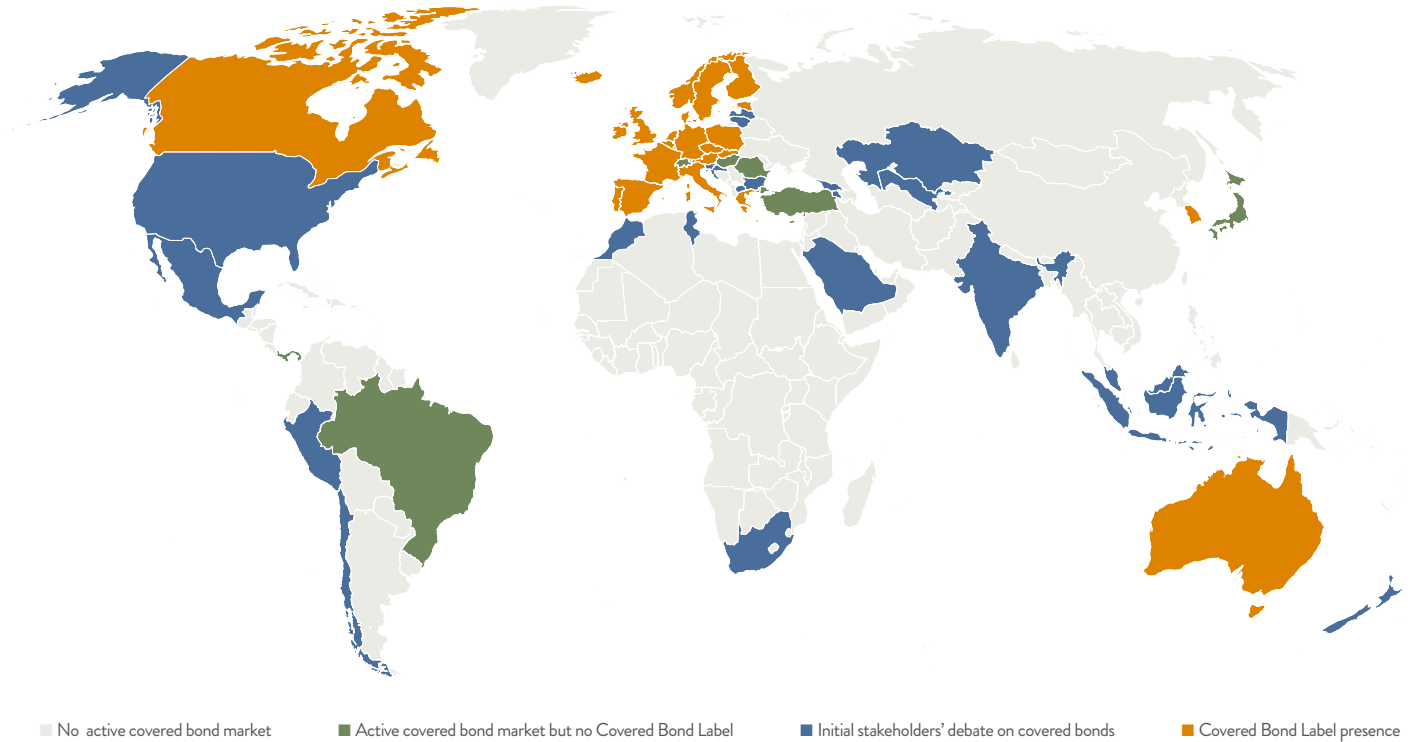 No active covered bond market
Active covered bond market but no Covered Bond Label
Initial stakeholders’ debate on covered bonds
Covered Bond Label presence